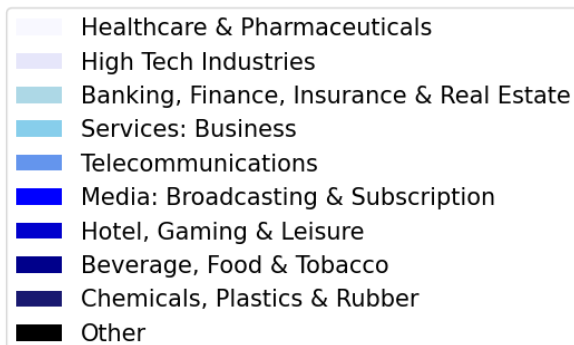 Healthcare & Pharmaceuticals
High Tech Industries
Banking, Finance, Insurance & Real Estate
Services: Business
Telecommunications
Media: Broadcasting & Subscription
Hotel, Gaming & Leisure
Beverage, Food & Tobacco
Chemicals, Plastics & Rubber
Other